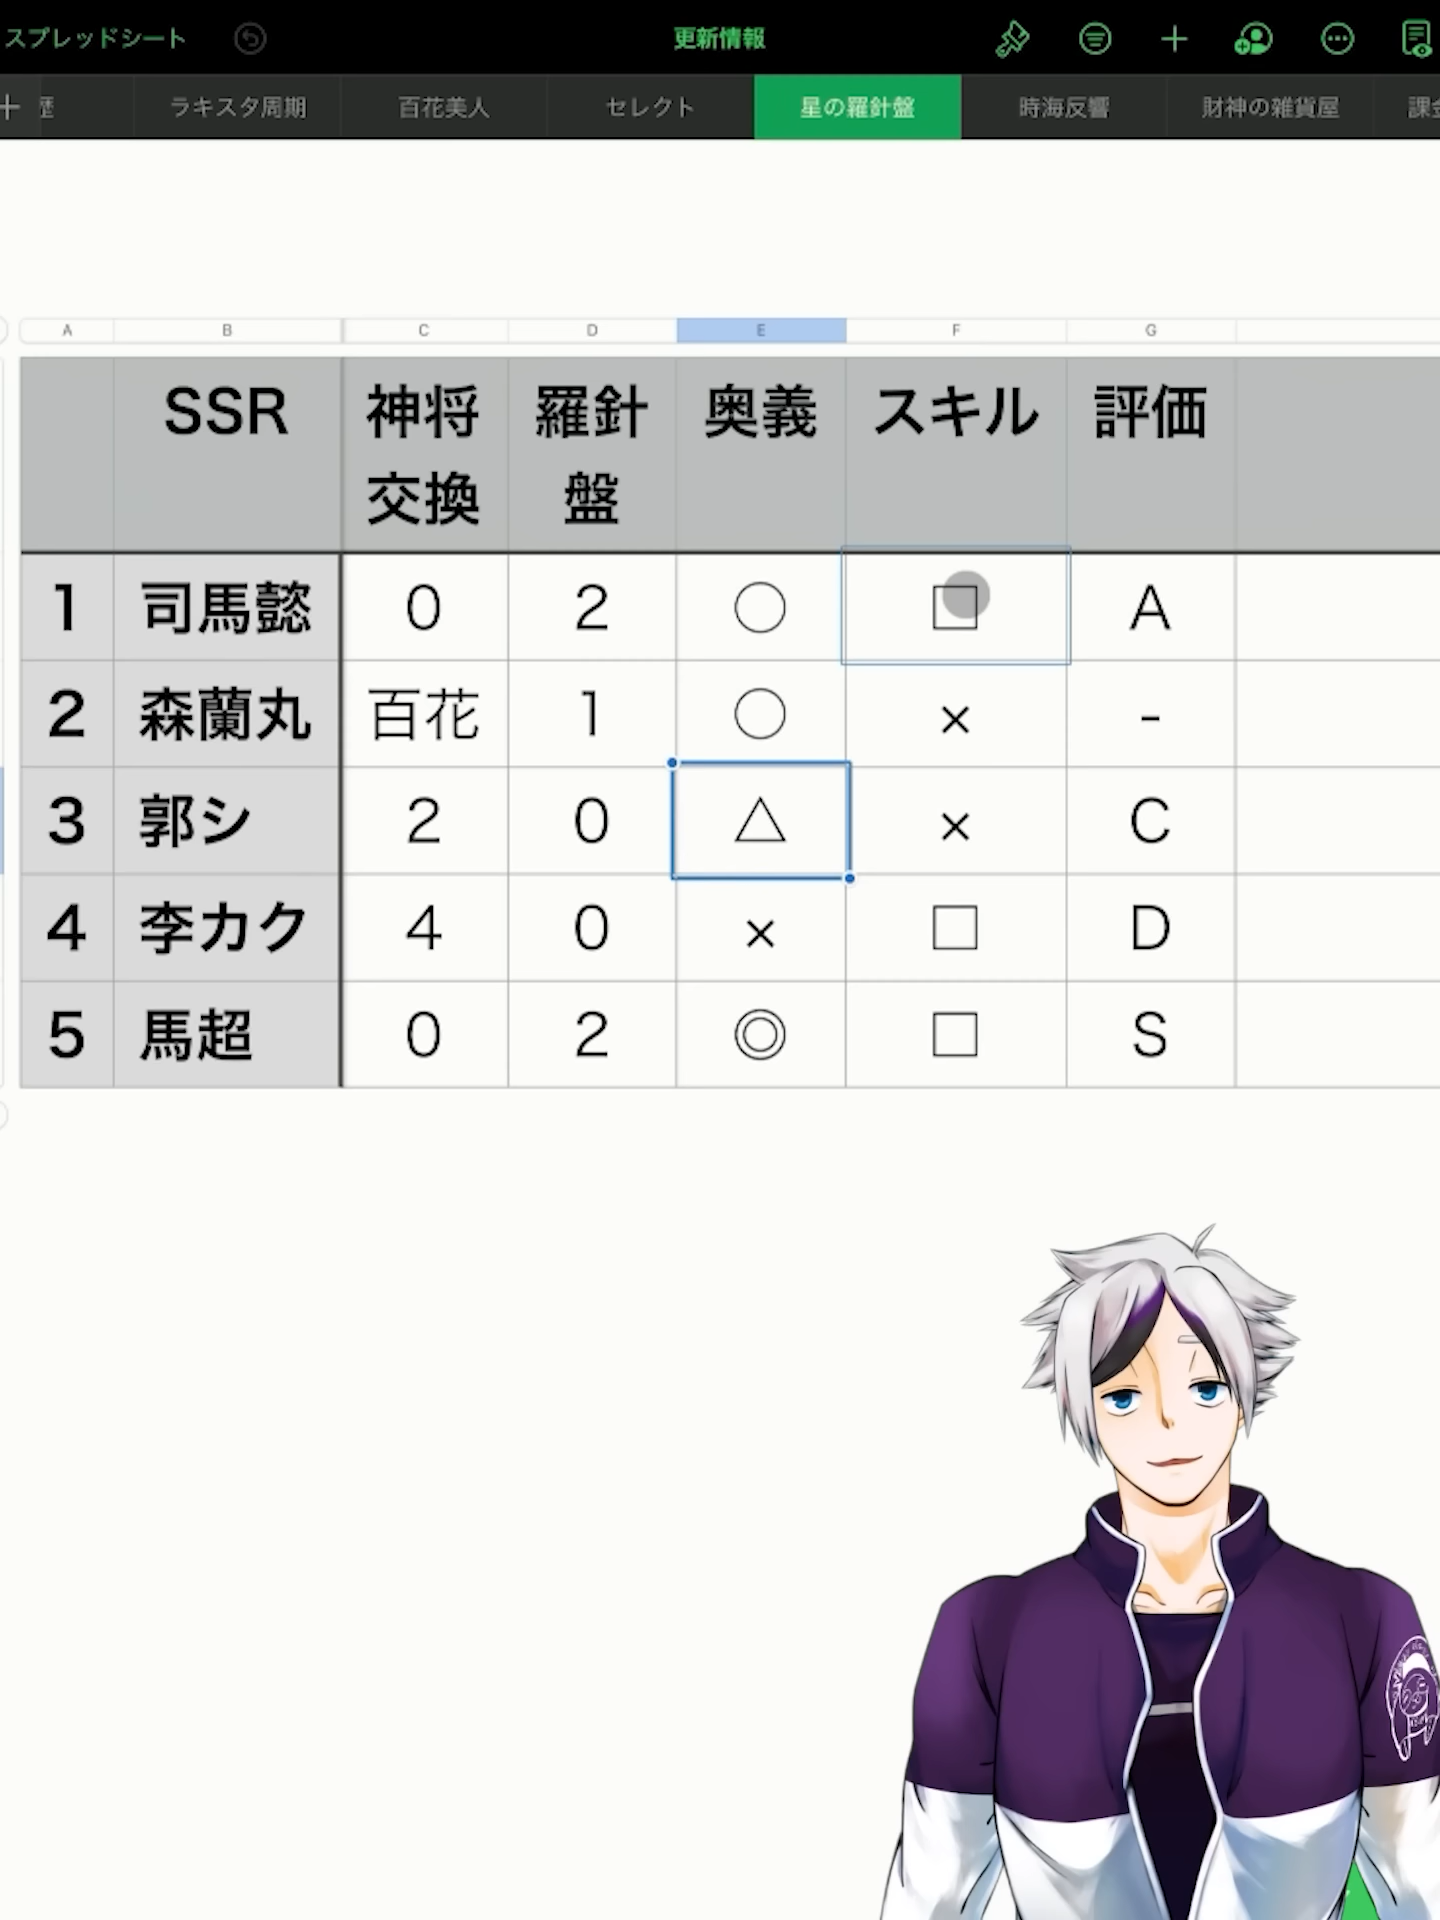 スプレッドシート 更新情報
歴 ラキスタ周期 百花美人 セレクト 星の羅針盤 時海反響 財神の雑貨屋 課金
A B C D E F G
SSR 神将交換 羅針盤 奥義 スキル 評価
1 司馬懿 0 2 ○ □ A
2 森蘭丸 百花 1 ○ × -
3 郭シ 2 0 △ × C
4 李カク 4 0 × □ D
5 馬超 0 2 ◎ □ S